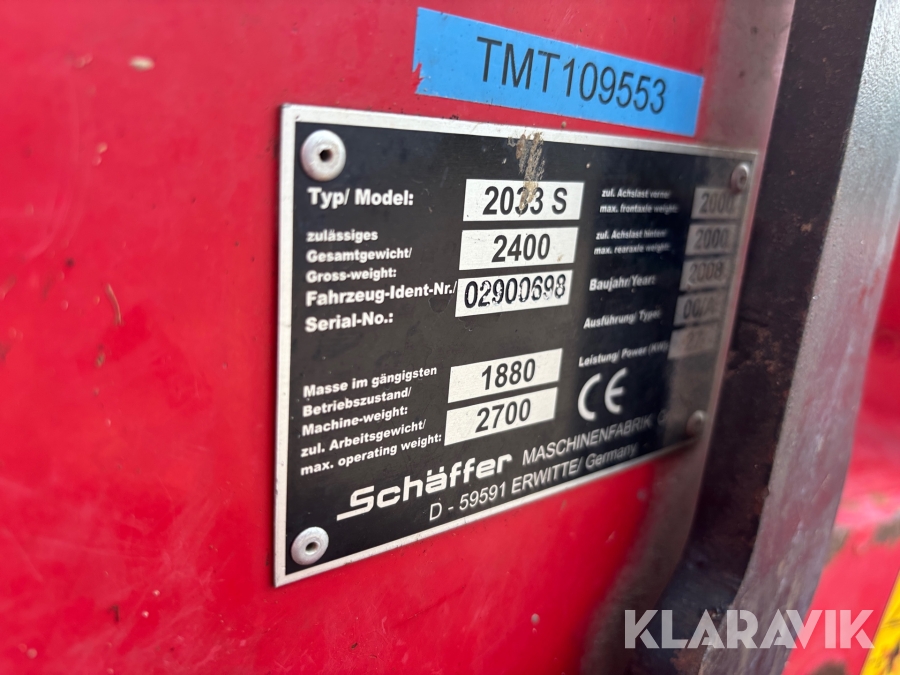 TMT109553
Typ/ Model: 2033 S
zulässiges
Gesamtgewicht/
Gross-weight: 2400
Fahrzeug-Ident-Nr./
Serial-No.: 02900698
Masse im gängigsten
Betriebszustand/
Machine-weight: 1880
zul. Arbeitsgewicht/
max. operating weight: 2700
zul. Achslast vorne/
max. frontaxle weight: 2000
zul. Achslast hinten/
max. rearaxle weight: 2000
Baujahr/Year: 2008
Ausführung/Type:
Leistung/ Power (KW):
CE
Schäffer MASCHINENFABRIK
D - 59591 ERWITTE/ Germany
KLARAVIK